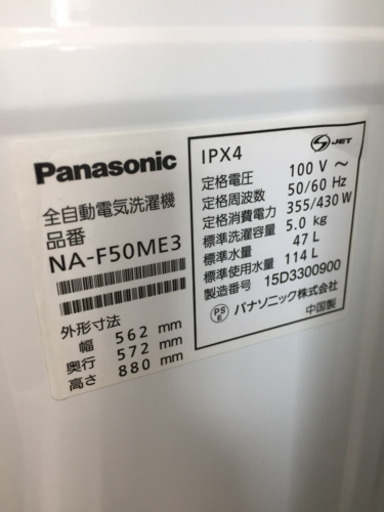 Panasonic
全自動電気洗濯機
品番
NA-F50ME3
外形寸法
幅 562 mm
奥行 572 mm
高さ 880 mm
IPX4
S JET
定格電圧 100 V ～
定格周波数 50/60 Hz
定格消費電力 355/430 W
標準洗濯容量 5.0 kg
標準水量 47 L
標準使用水量 114 L
製造番号 15D3300900
PS E パナソニック株式会社
中国製